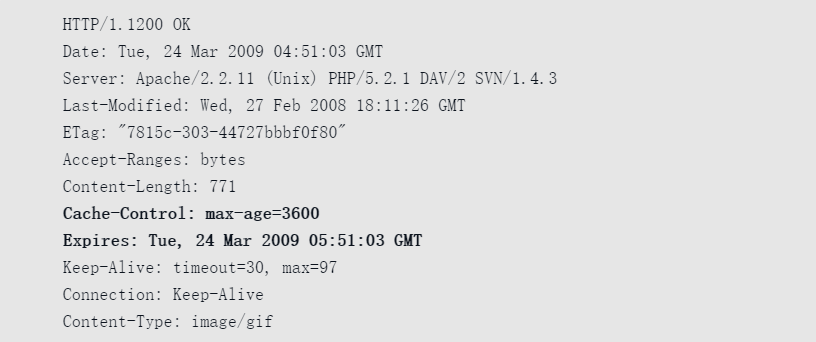 HTTP/1.1200 OK
Date: Tue, 24 Mar 2009 04:51:03 GMT
Server: Apache/2.2.11 (Unix) PHP/5.2.1 DAV/2 SVN/1.4.3
Last-Modified: Wed, 27 Feb 2008 18:11:26 GMT
ETag: "7815c-303-44727bbbf0f80"
Accept-Ranges: bytes
Content-Length: 771
Cache-Control: max-age=3600
Expires: Tue, 24 Mar 2009 05:51:03 GMT
Keep-Alive: timeout=30, max=97
Connection: Keep-Alive
Content-Type: image/gif